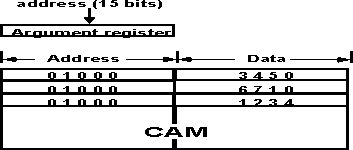 address (15 bits)
Argument register
Address Data
0 1 0 0 0 3 4 5 0
0 1 0 0 0 6 7 1 0
0 1 0 0 0 1 2 3 4
CAM